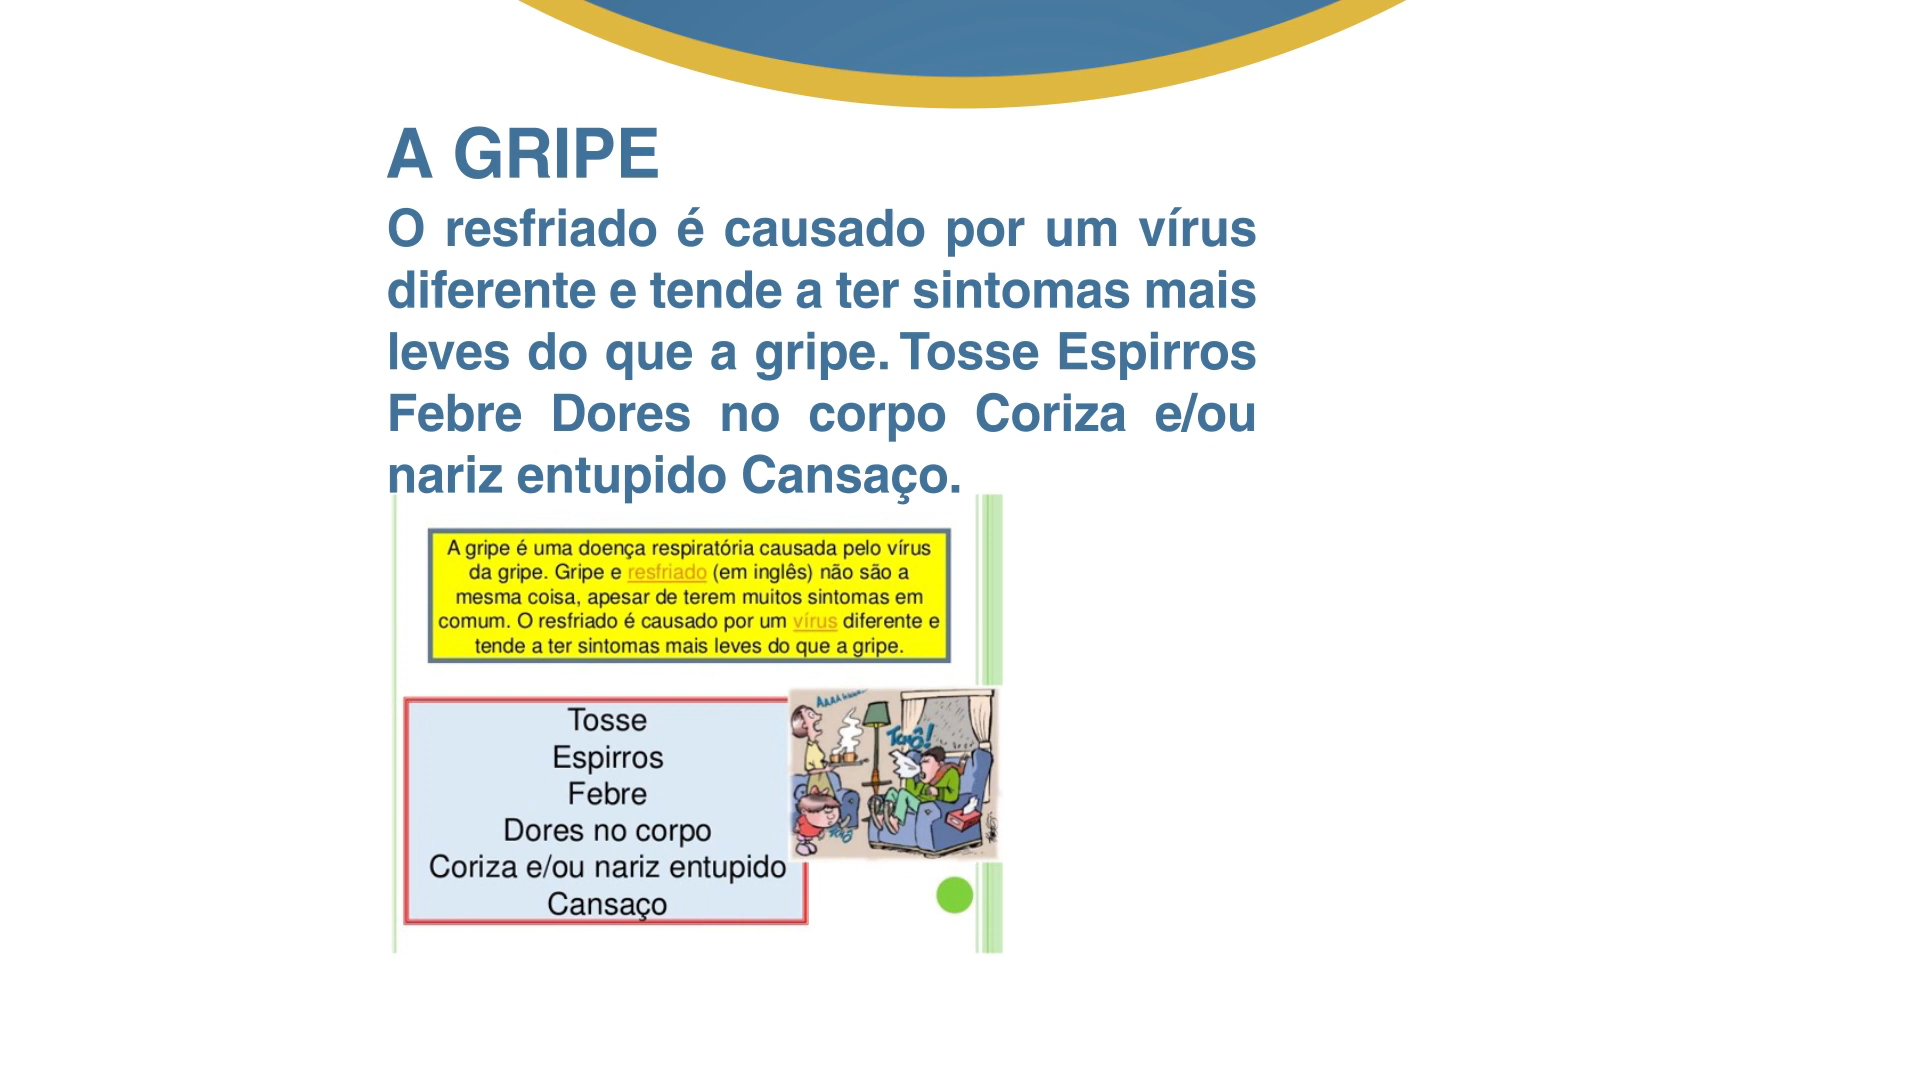 A GRIPE
O resfriado é causado por um vírus
diferente e tende a ter sintomas mais
leves do que a gripe. Tosse Espirros
Febre Dores no corpo Coriza e/ou
nariz entupido Cansaço.
A gripe é uma doença respiratória causada pelo vírus
da gripe. Gripe e resfriado (em inglês) não são a
mesma coisa, apesar de terem muitos sintomas em
comum. O resfriado é causado por um vírus diferente e
tende a ter sintomas mais leves do que a gripe.
Tosse
Espirros
Febre
Dores no corpo
Coriza e/ou nariz entupido
Cansaço